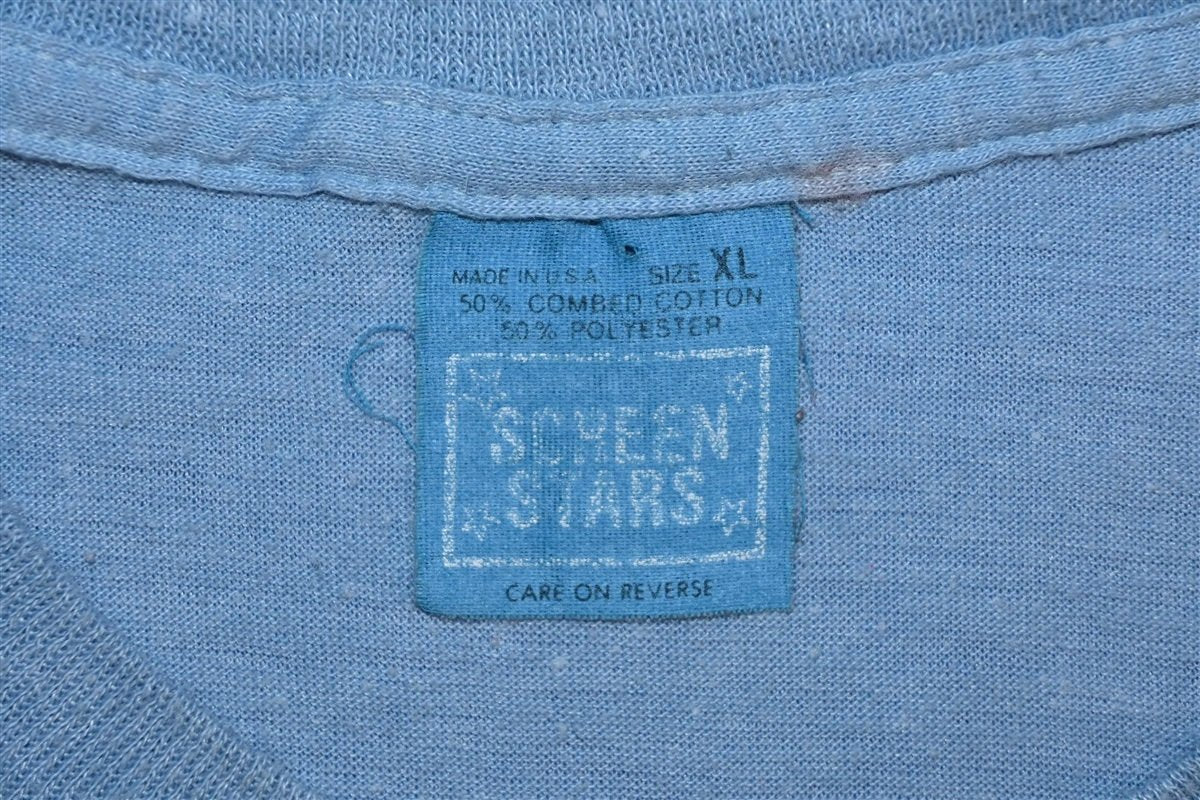 MADE IN U.S.A. SIZE XL
50% COMBED COTTON
50% POLYESTER
SCREEN
STARS
CARE ON REVERSE